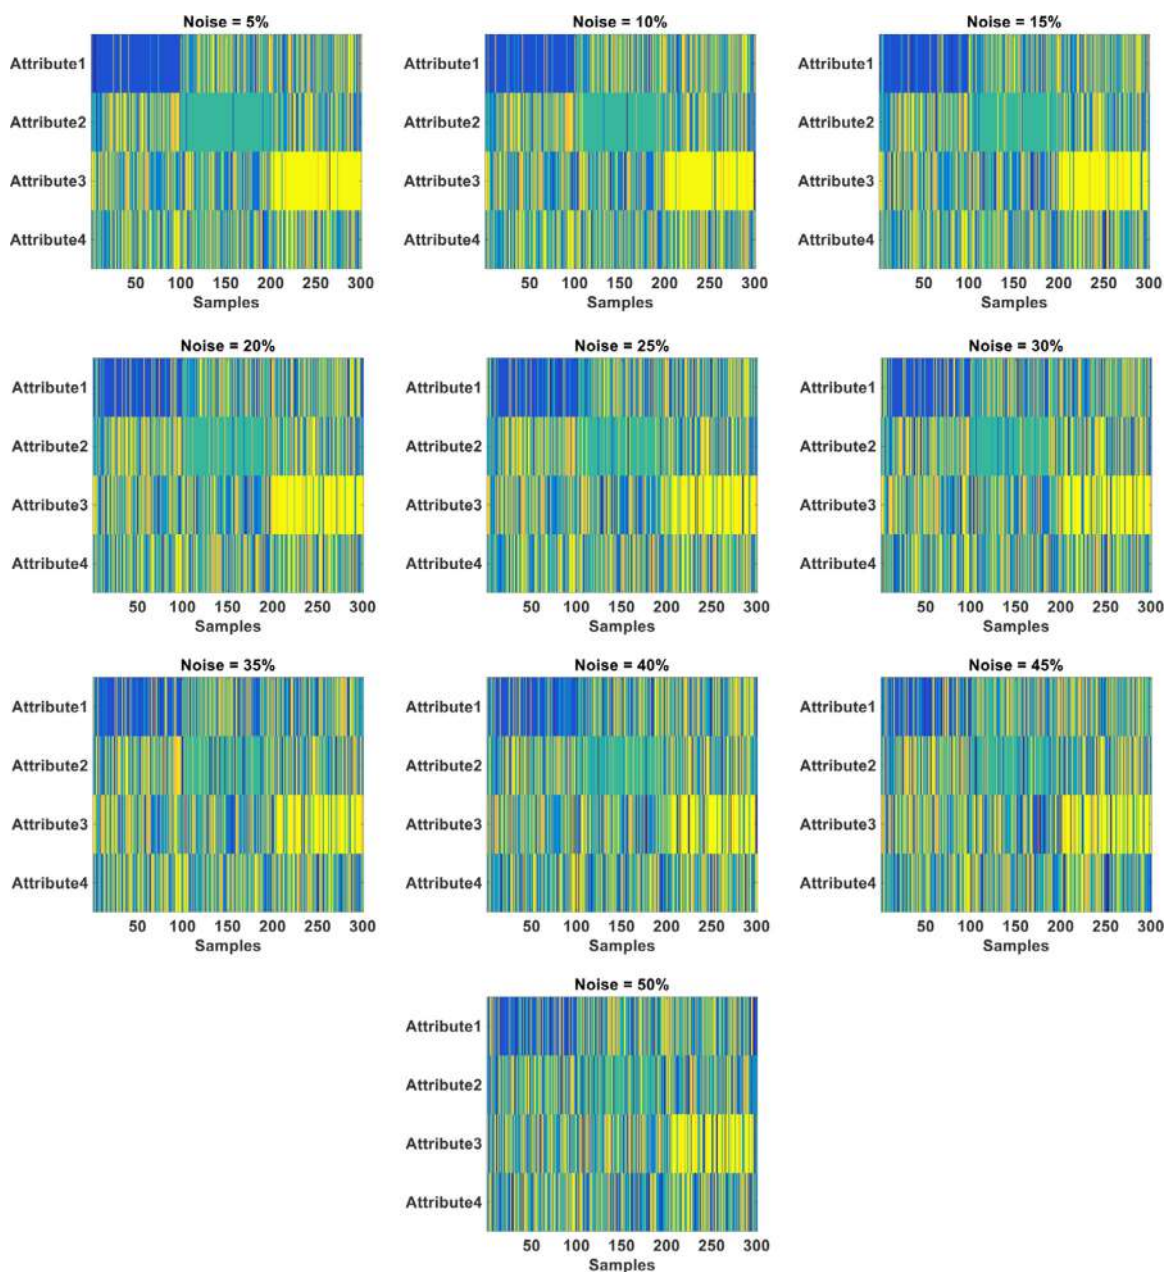 Noise = 5% Noise = 10% Noise = 15%
Attribute1 Attribute1 Attribute1
Attribute2 Attribute2 Attribute2
Attribute3 Attribute3 Attribute3
Attribute4 Attribute4 Attribute4
50 100 150 200 250 300 50 100 150 200 250 300 50 100 150 200 250 300
Samples Samples Samples
Noise = 20% Noise = 25% Noise = 30%
Attribute1 Attribute1 Attribute1
Attribute2 Attribute2 Attribute2
Attribute3 Attribute3 Attribute3
Attribute4 Attribute4 Attribute4
50 100 150 200 250 300 50 100 150 200 250 300 50 100 150 200 250 300
Samples Samples Samples
Noise = 35% Noise = 40% Noise = 45%
Attribute1 Attribute1 Attribute1
Attribute2 Attribute2 Attribute2
Attribute3 Attribute3 Attribute3
Attribute4 Attribute4 Attribute4
50 100 150 200 250 300 50 100 150 200 250 300 50 100 150 200 250 300
Samples Samples Samples
Noise = 50%
Attribute1
Attribute2
Attribute3
Attribute4
50 100 150 200 250 300
Samples